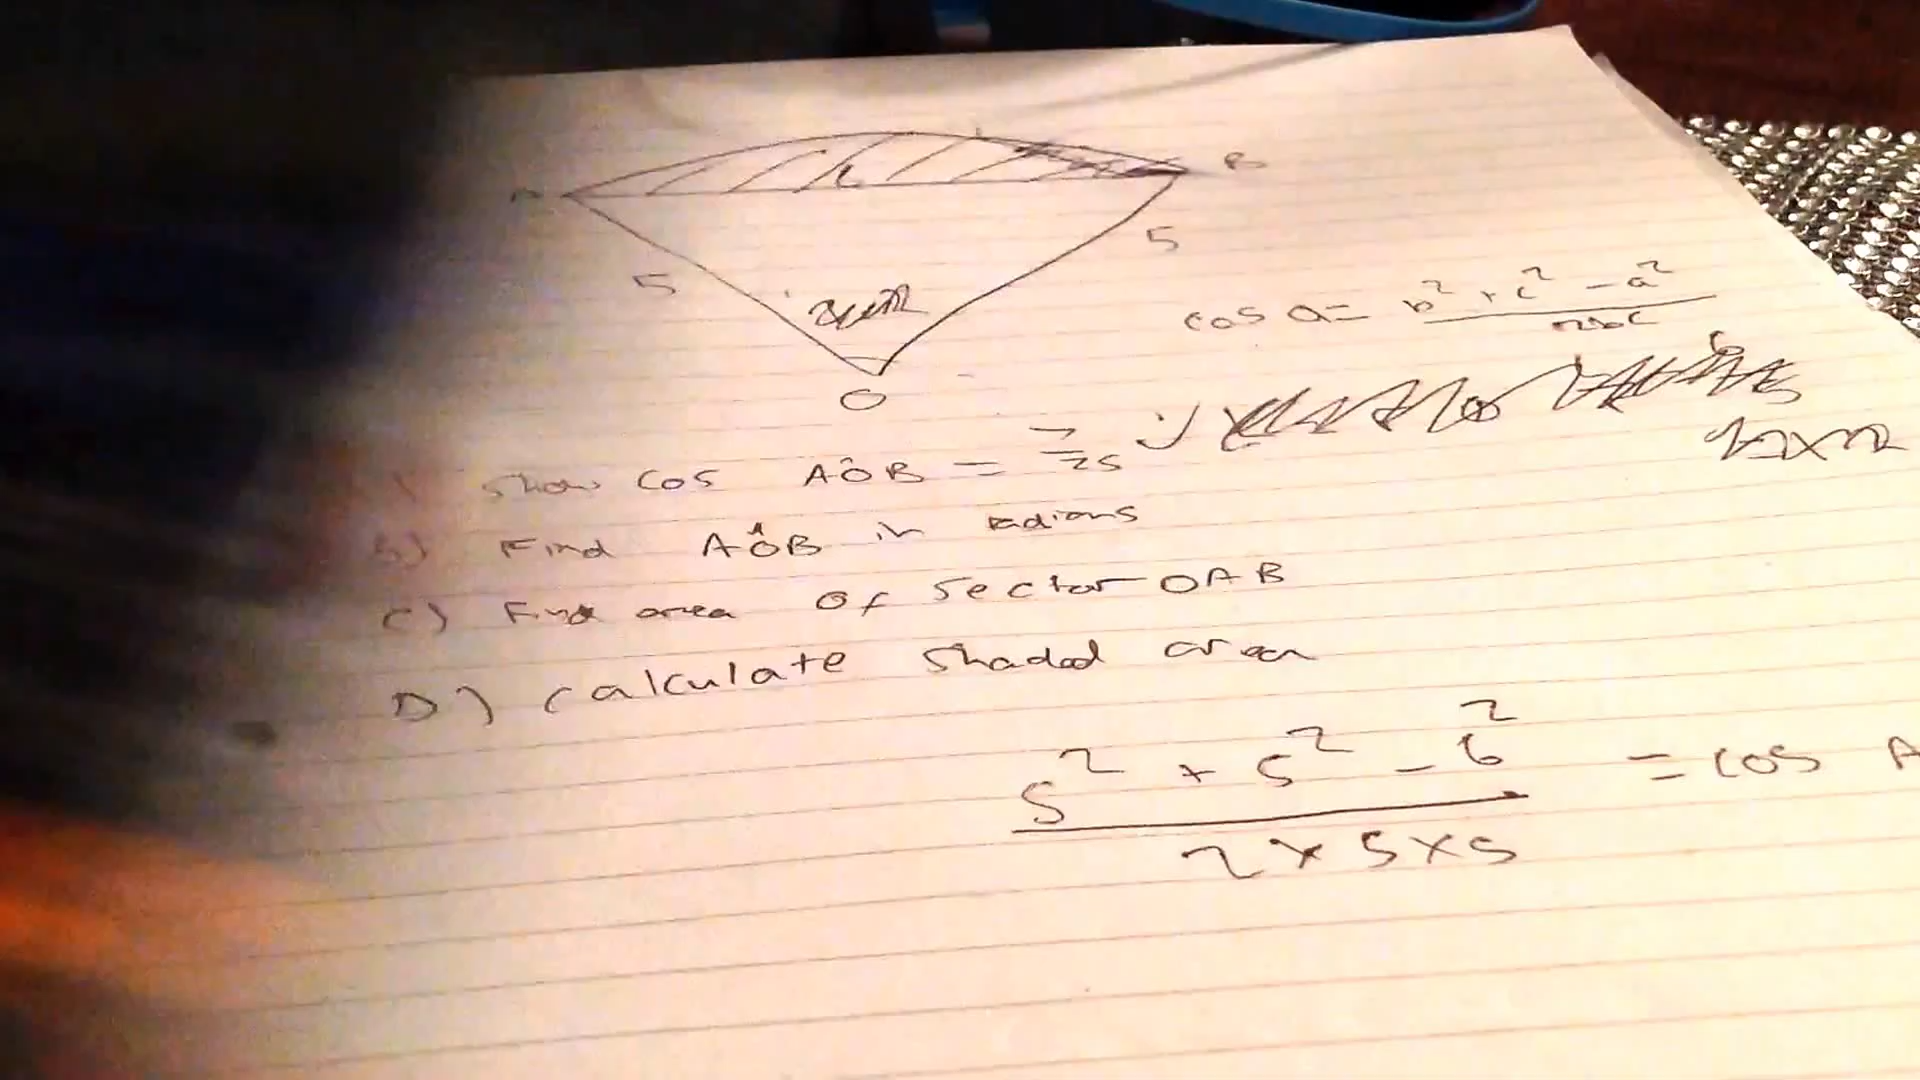 B
5
5
O
cos a = b² + c² - a² / 2bc
Show cos AÔB = 7/25
B) Find AÔB in radians
C) Find area of Sector OAB
D) Calculate shaded area
5² + 5² - 6² / 2 × 5 × 5 = cos A